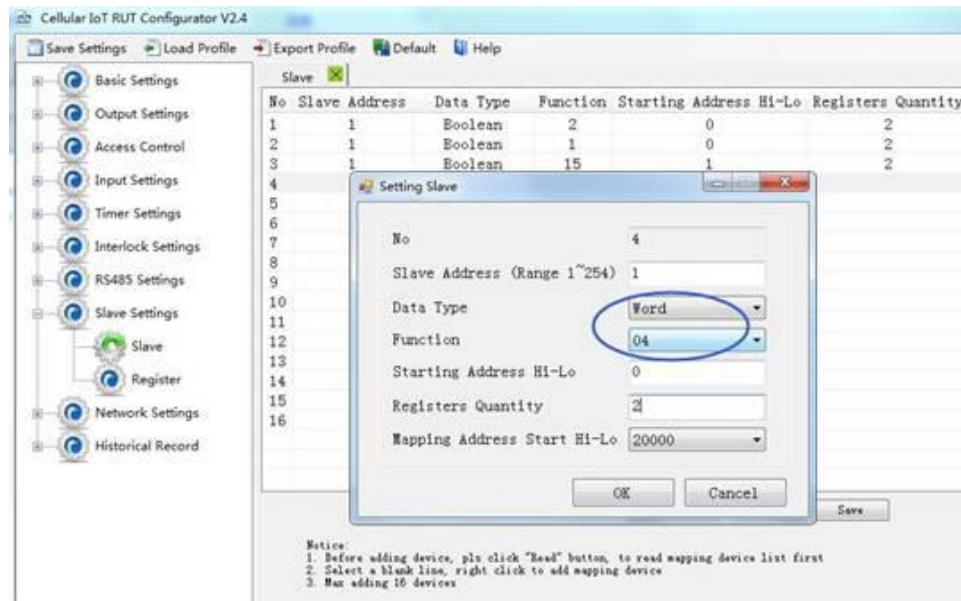 Cellular IoT RUT Configurator V2.4
Save Settings Load Profile Export Profile Default Help
Basic Settings
Output Settings
Access Control
Input Settings
Timer Settings
Interlock Settings
RS485 Settings
Slave Settings
Slave
Register
Network Settings
Historical Record
Slave
No Slave Address Data Type Function Starting Address Hi-Lo Registers Quantity
1 1 Boolean 2 0 2
2 1 Boolean 1 0 2
3 1 Boolean 15 1 2
4
5
6
7
8
9
10
11
12
13
14
15
16
Setting Slave
No 4
Slave Address (Range 1~254) 1
Data Type Word
Function 04
Starting Address Hi-Lo 0
Registers Quantity 2
Mapping Address Start Hi-Lo 20000
OK Cancel
Save
Notice:
1. Before adding device, pls click "Read" button, to read mapping device list first
2. Select a blank line, right click to add mapping device
3. Max adding 16 devices